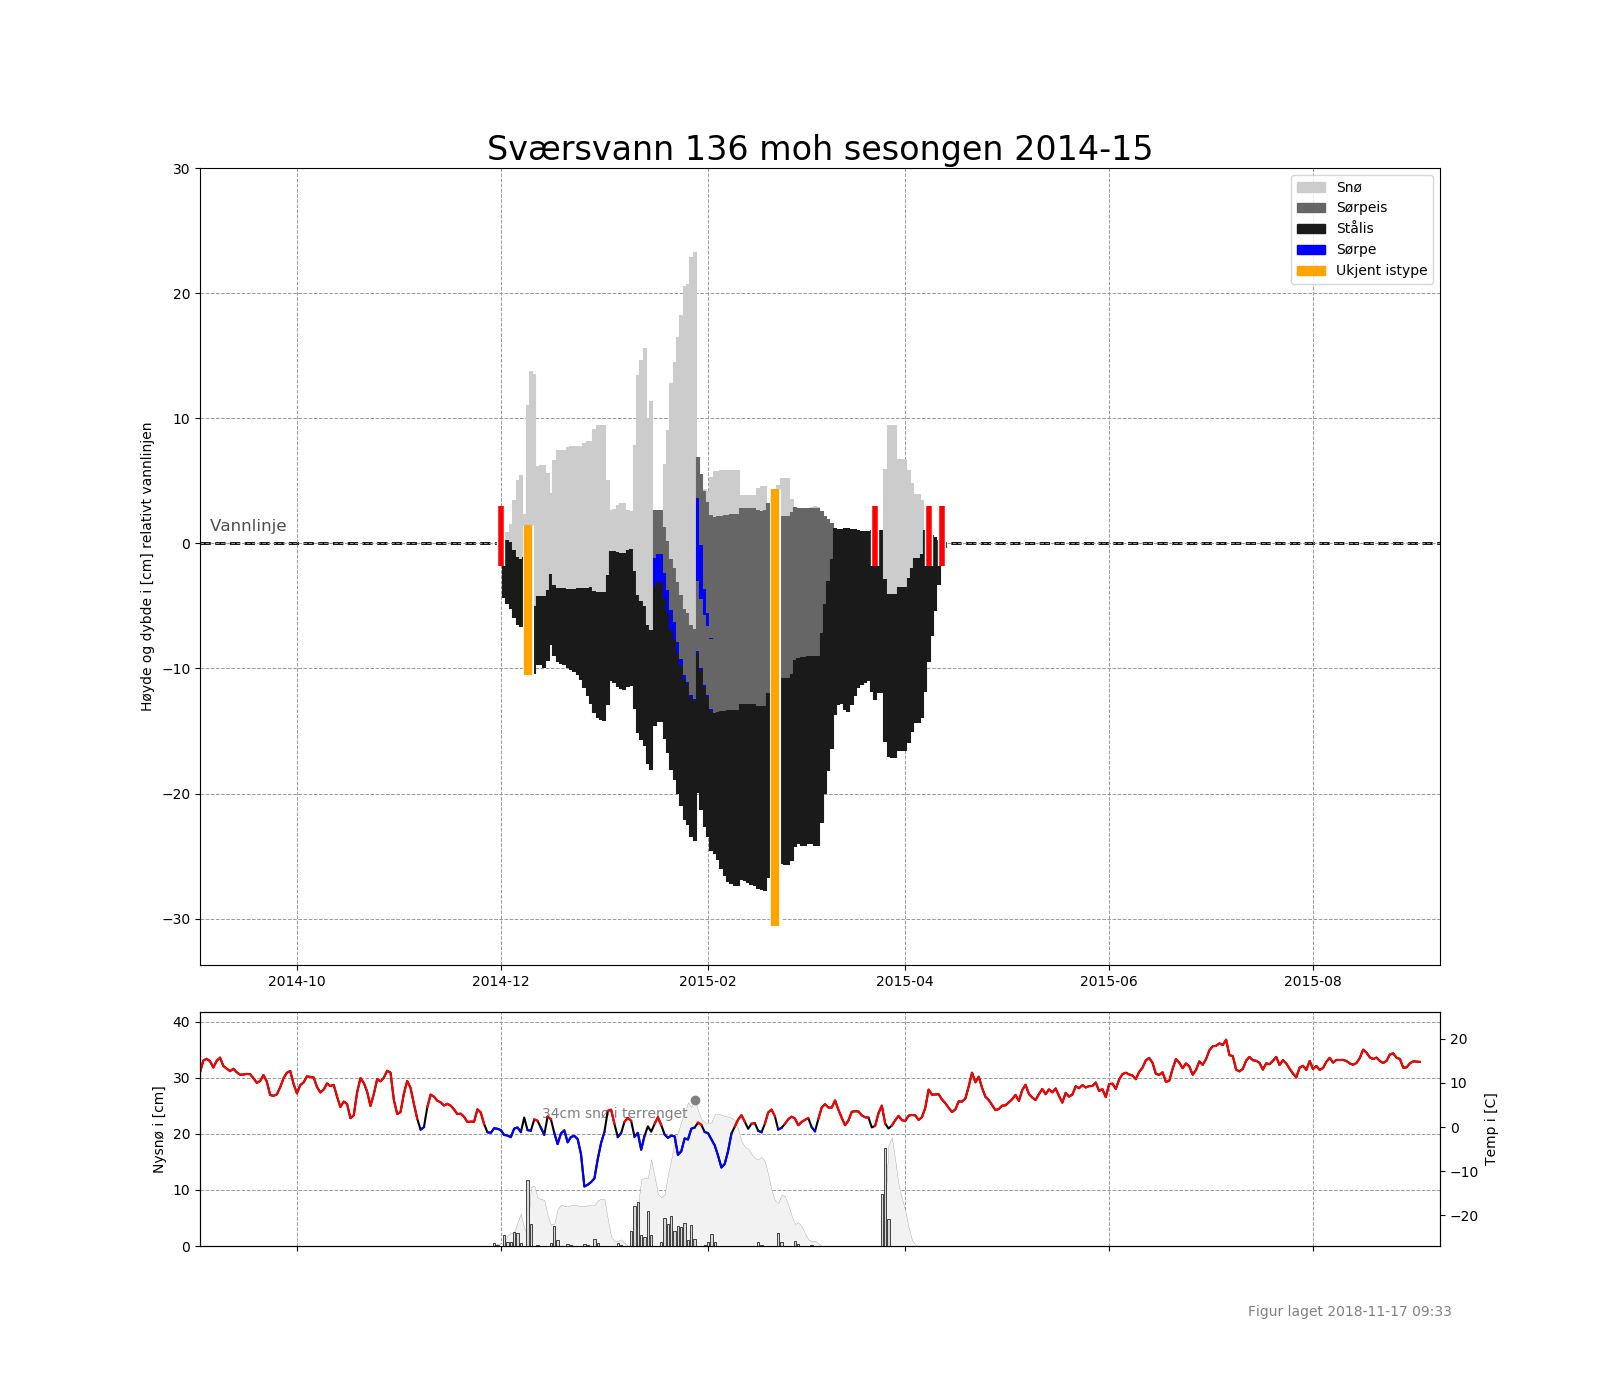 Sværsvann 136 moh sesongen 2014-15
30
20
10
0
−10
−20
−30
Høyde og dybde i [cm] relativt vannlinjen
Vannlinje
Snø
Sørpeis
Stålis
Sørpe
Ukjent istype
2014-10
2014-12
2015-02
2015-04
2015-06
2015-08
40
30
20
10
0
Nysnø i [cm]
34cm snø i terrenget
20
10
0
−10
−20
Temp i [C]
Figur laget 2018-11-17 09:33